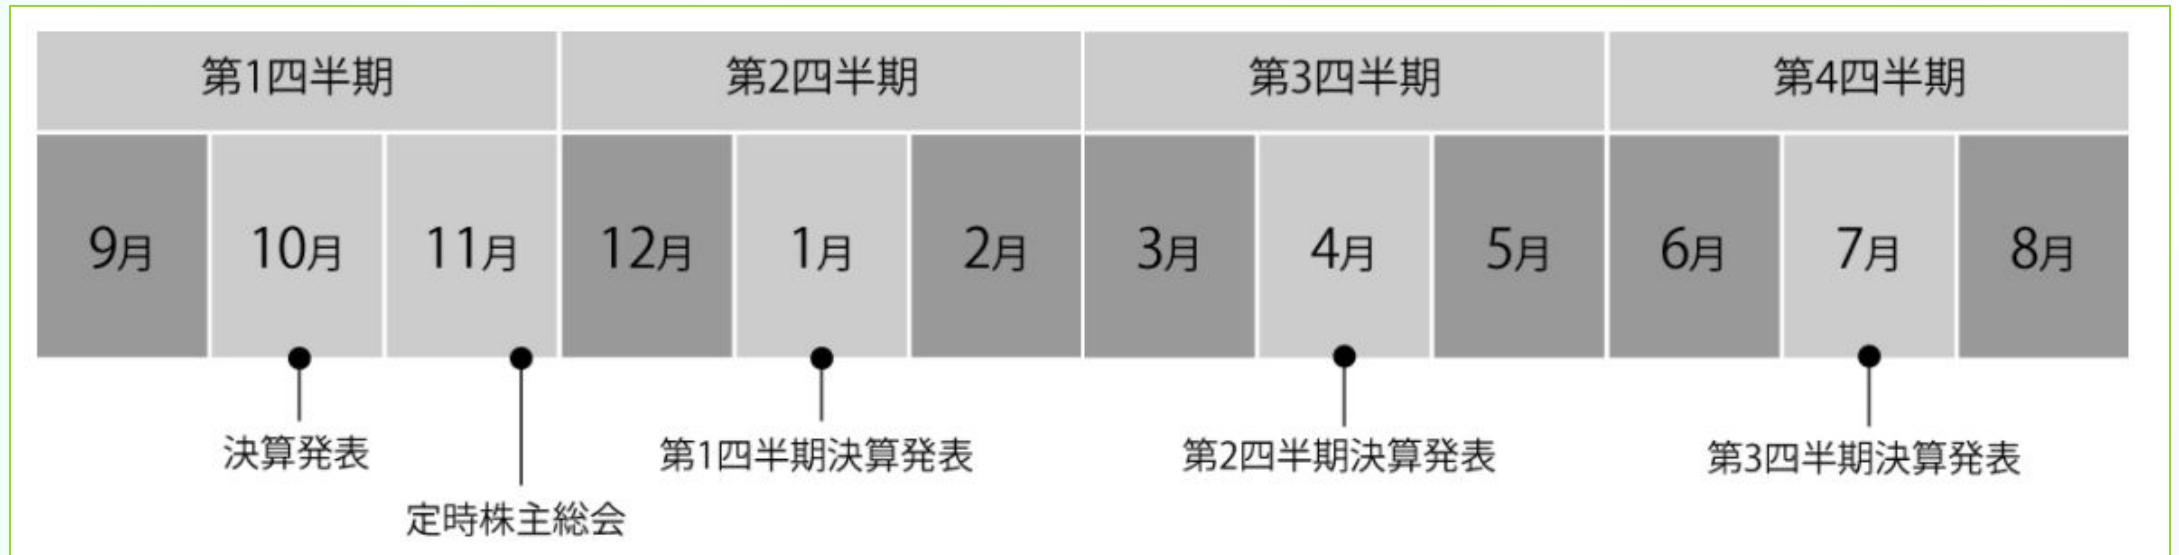 第1四半期 第2四半期 第3四半期 第4四半期
9月 10月 11月 12月 1月 2月 3月 4月 5月 6月 7月 8月
決算発表 第1四半期決算発表 第2四半期決算発表 第3四半期決算発表
定時株主総会